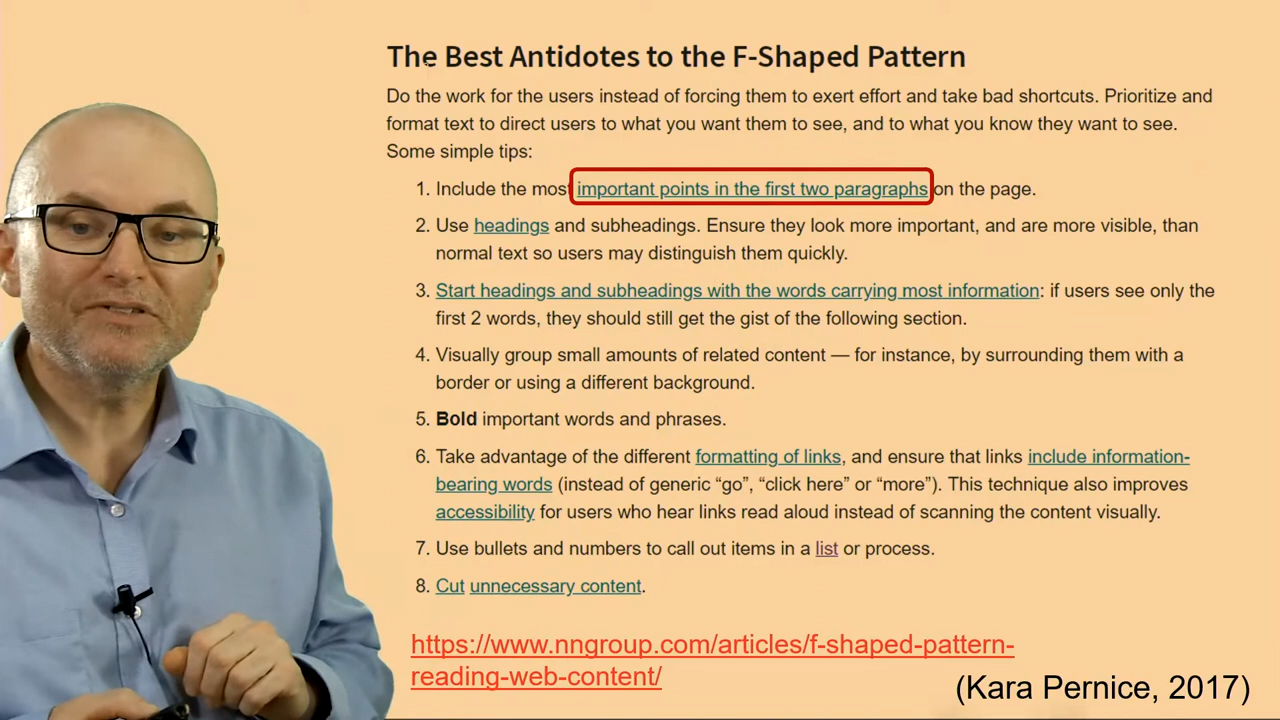 The Best Antidotes to the F-Shaped Pattern
Do the work for the users instead of forcing them to exert effort and take bad shortcuts. Prioritize and
format text to direct users to what you want them to see, and to what you know they want to see.
Some simple tips:
1. Include the most important points in the first two paragraphs on the page.
2. Use headings and subheadings. Ensure they look more important, and are more visible, than
normal text so users may distinguish them quickly.
3. Start headings and subheadings with the words carrying most information: if users see only the
first 2 words, they should still get the gist of the following section.
4. Visually group small amounts of related content — for instance, by surrounding them with a
border or using a different background.
5. Bold important words and phrases.
6. Take advantage of the different formatting of links, and ensure that links include information-
bearing words (instead of generic “go”, “click here” or “more”). This technique also improves
accessibility for users who hear links read aloud instead of scanning the content visually.
7. Use bullets and numbers to call out items in a list or process.
8. Cut unnecessary content.
https://www.nngroup.com/articles/f-shaped-pattern-
reading-web-content/
(Kara Pernice, 2017)